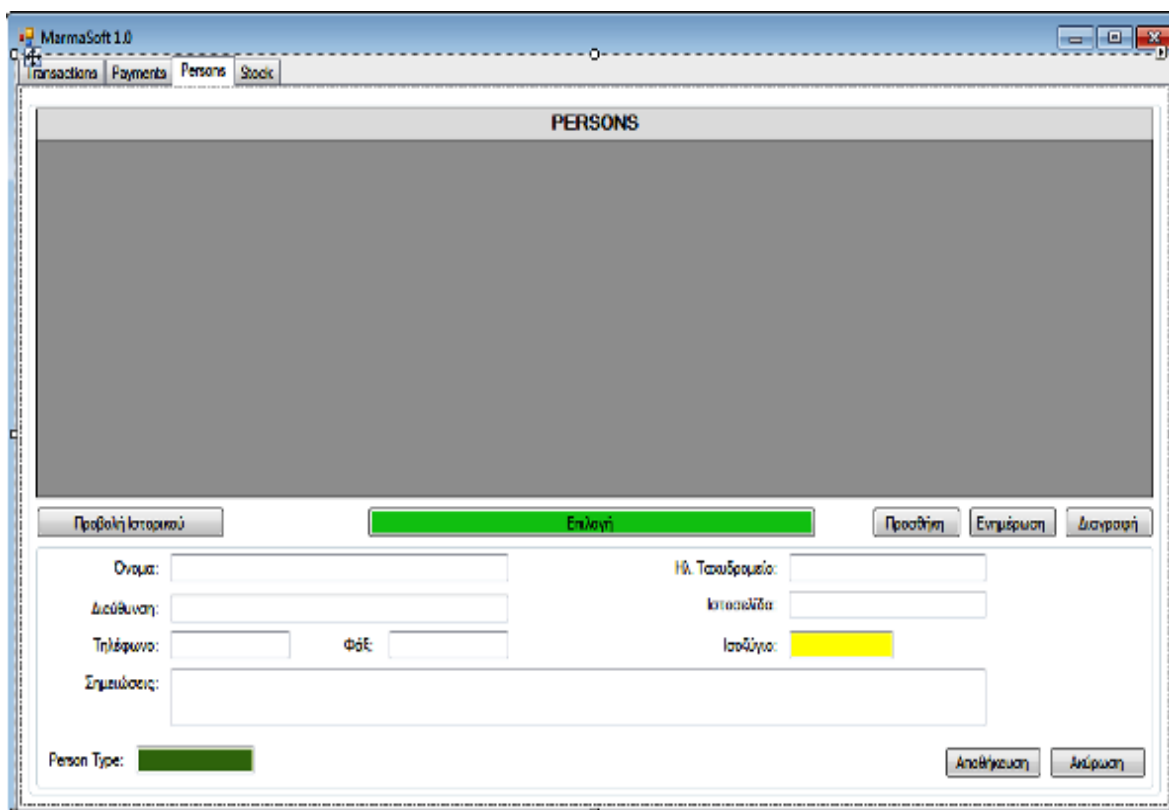 MarmaSoft 1.0
Transactions Payments Persons Stock
PERSONS
Προβολή Ιστορικού Επιλογή Προσθήκη Ενημέρωση Διαγραφή
Όνομα: Ηλ. Ταχυδρομείο:
Διεύθυνση: Ιστοσελίδα:
Τηλέφωνο: Φάξ: Ισοζύγιο:
Σημειώσεις:
Person Type: Αποθήκευση Ακύρωση